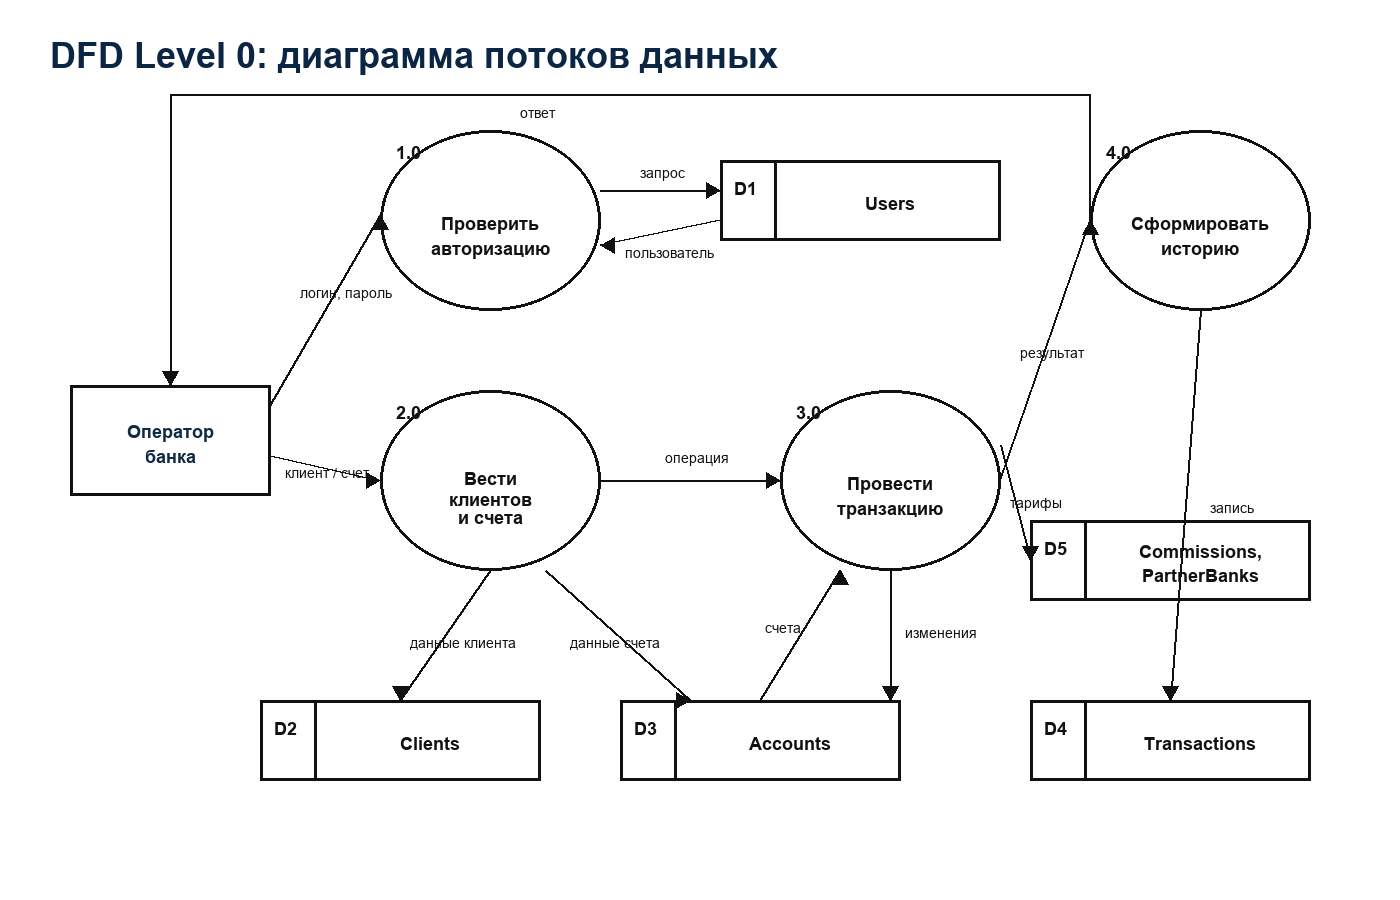 DFD Level 0: диаграмма потоков данных
ответ
1.0
Проверить
авторизацию
запрос
пользователь
D1
Users
4.0
Сформировать
историю
логин, пароль
результат
Оператор
банка
клиент / счет
2.0
Вести
клиентов
и счета
операция
3.0
Провести
транзакцию
тарифы
запись
D5
Commissions,
PartnerBanks
данные клиента
данные счета
счета
изменения
D2
Clients
D3
Accounts
D4
Transactions